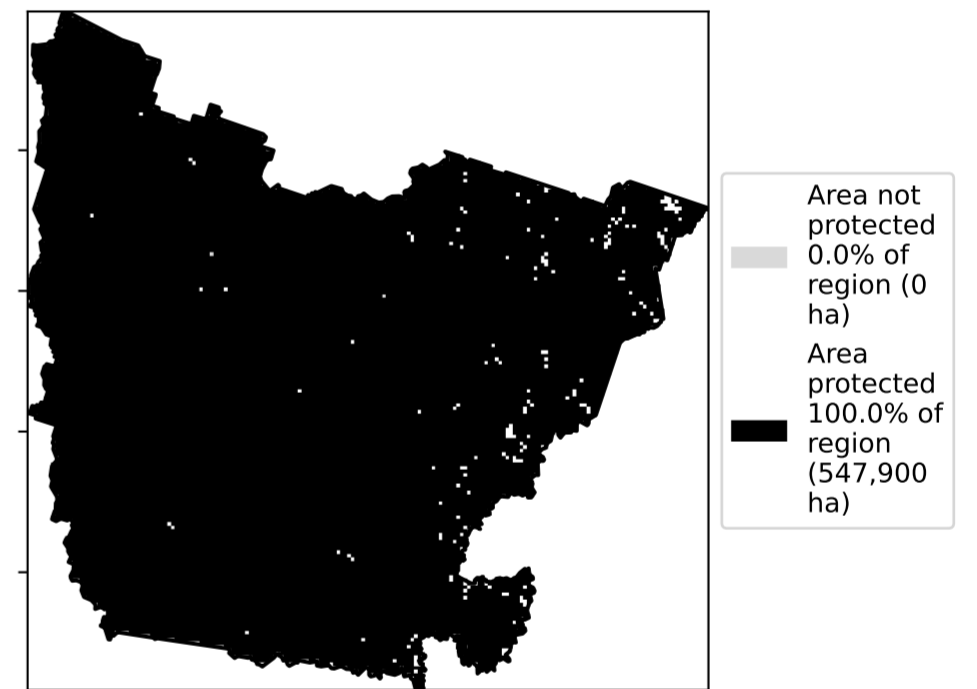 Area not
protected
0.0% of
region (0
ha)
Area
protected
100.0% of
region
(547,900
ha)